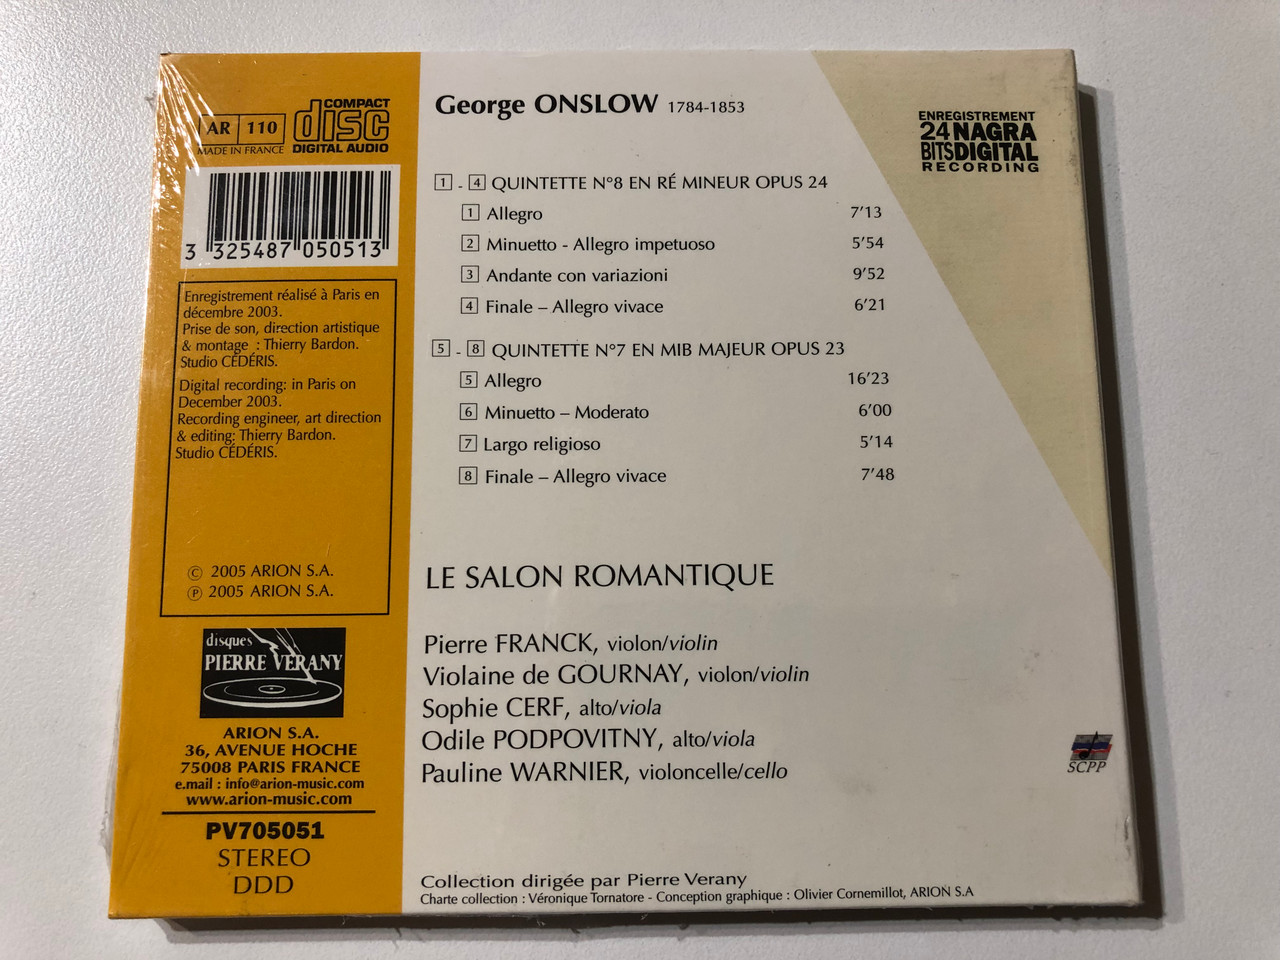 AR 110
COMPACT
disc
DIGITAL AUDIO
MADE IN FRANCE
3 325487 050513
Enregistrement réalisé à Paris en
décembre 2003.
Prise de son, direction artistique
& montage : Thierry Bardon.
Studio CÉDÉRIS.
Digital recording: in Paris on
December 2003.
Recording engineer, art direction
& editing: Thierry Bardon.
Studio CÉDÉRIS.
© 2005 ARION S.A.
℗ 2005 ARION S.A.
disques
PIERRE VERANY
ARION S.A.
36, AVENUE HOCHE
75008 PARIS FRANCE
e.mail : info@arion-music.com
www.arion-music.com
PV705051
STEREO
DDD
George ONSLOW 1784-1853
1 - 4 QUINTETTE N°8 EN RÉ MINEUR OPUS 24
1 Allegro 7'13
2 Minuetto - Allegro impetuoso 5'54
3 Andante con variazioni 9'52
4 Finale – Allegro vivace 6'21
5 - 8 QUINTETTE N°7 EN MIB MAJEUR OPUS 23
5 Allegro 16'23
6 Minuetto – Moderato 6'00
7 Largo religioso 5'14
8 Finale – Allegro vivace 7'48
LE SALON ROMANTIQUE
Pierre FRANCK, violon/violin
Violaine de GOURNAY, violon/violin
Sophie CERF, alto/viola
Odile PODPOVITNY, alto/viola
Pauline WARNIER, violoncelle/cello
Collection dirigée par Pierre Verany
Charte collection : Véronique Tornatore - Conception graphique : Olivier Cornemillot, ARION S.A
ENREGISTREMENT
24 NAGRA
BITS DIGITAL
RECORDING
SCPP